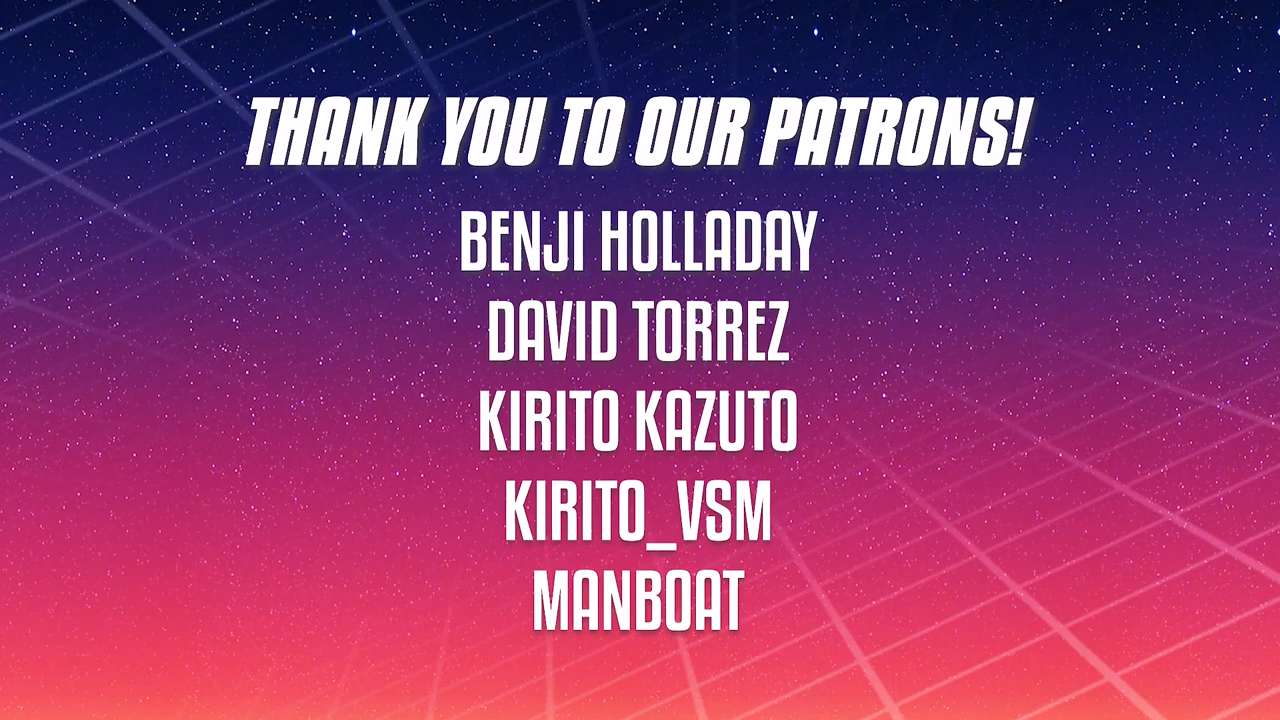 THANK YOU TO OUR PATRONS!
BENJI HOLLADAY
DAVID TORREZ
KIRITO KAZUTO
KIRITO_VSM
MANBOAT